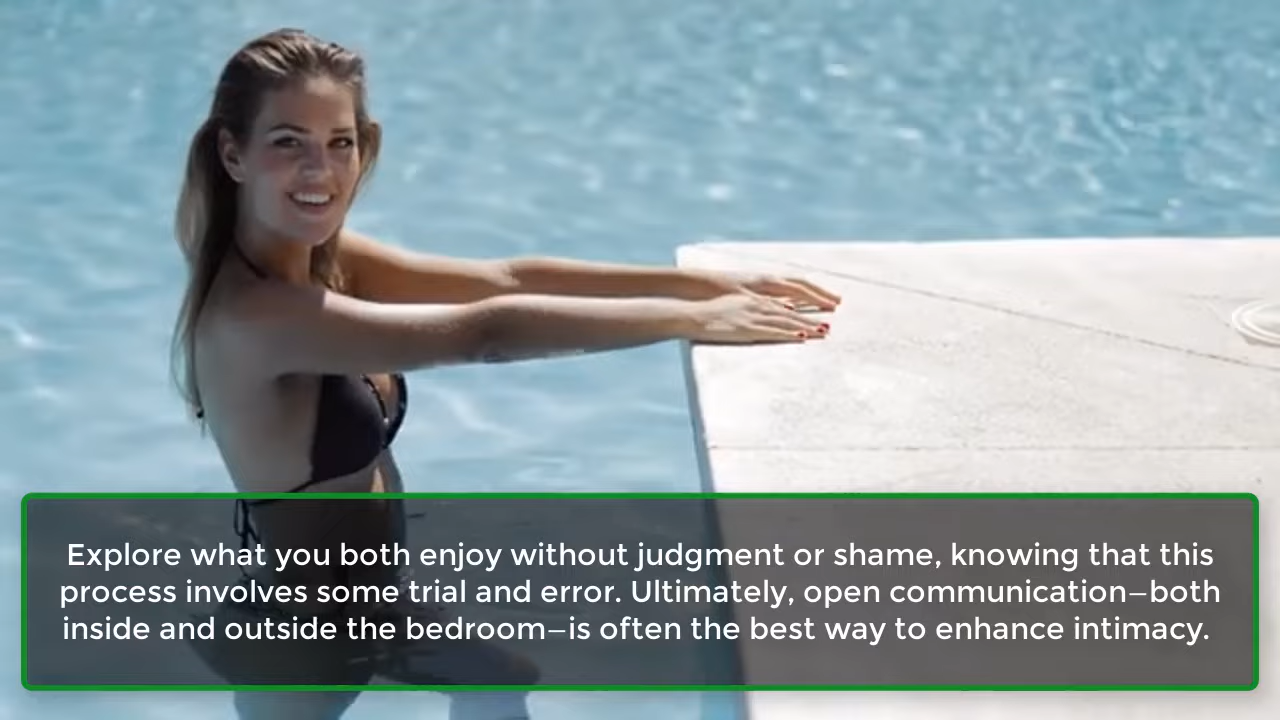 Explore what you both enjoy without judgment or shame, knowing that this
process involves some trial and error. Ultimately, open communication—both
inside and outside the bedroom—is often the best way to enhance intimacy.